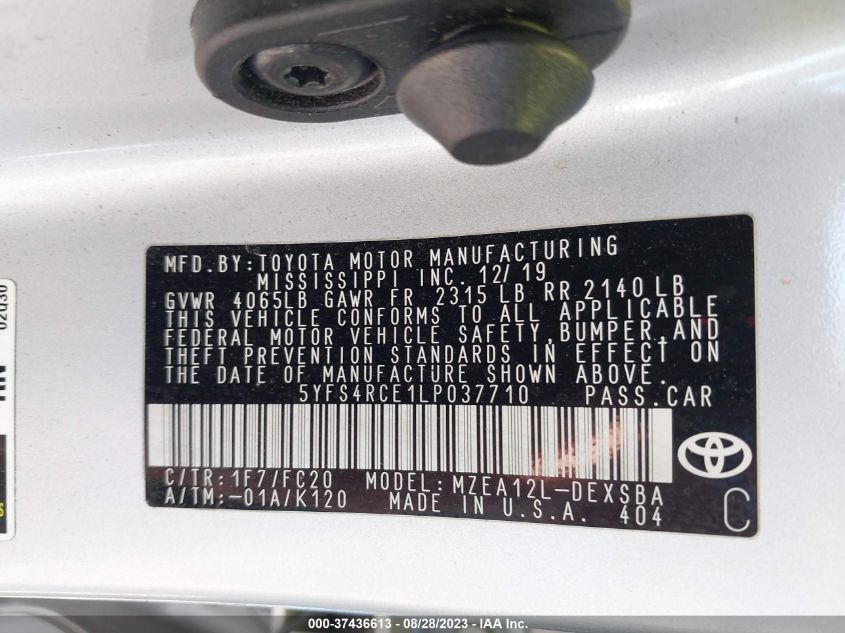 MFD.BY:TOYOTA MOTOR MANUFACTURING
MISSISSIPPI INC. 12/19
GVWR 4065LB GAWR FR 2315 LB RR 2140 LB
THIS VEHICLE CONFORMS TO ALL APPLICABLE
FEDERAL MOTOR VEHICLE SAFETY,BUMPER,AND
THEFT PREVENTION STANDARDS IN EFFECT ON
THE DATE OF MANUFACTURE SHOWN ABOVE.
5YFS4RCE1LP037710 PASS.CAR
C/TR:1F7/FC20 MODEL:MZEA12L-DEXSBA
A/TM:-01A/K120 MADE IN U.S.A. 404
C
000-37436613 - 08/28/2023 - IAA Inc.